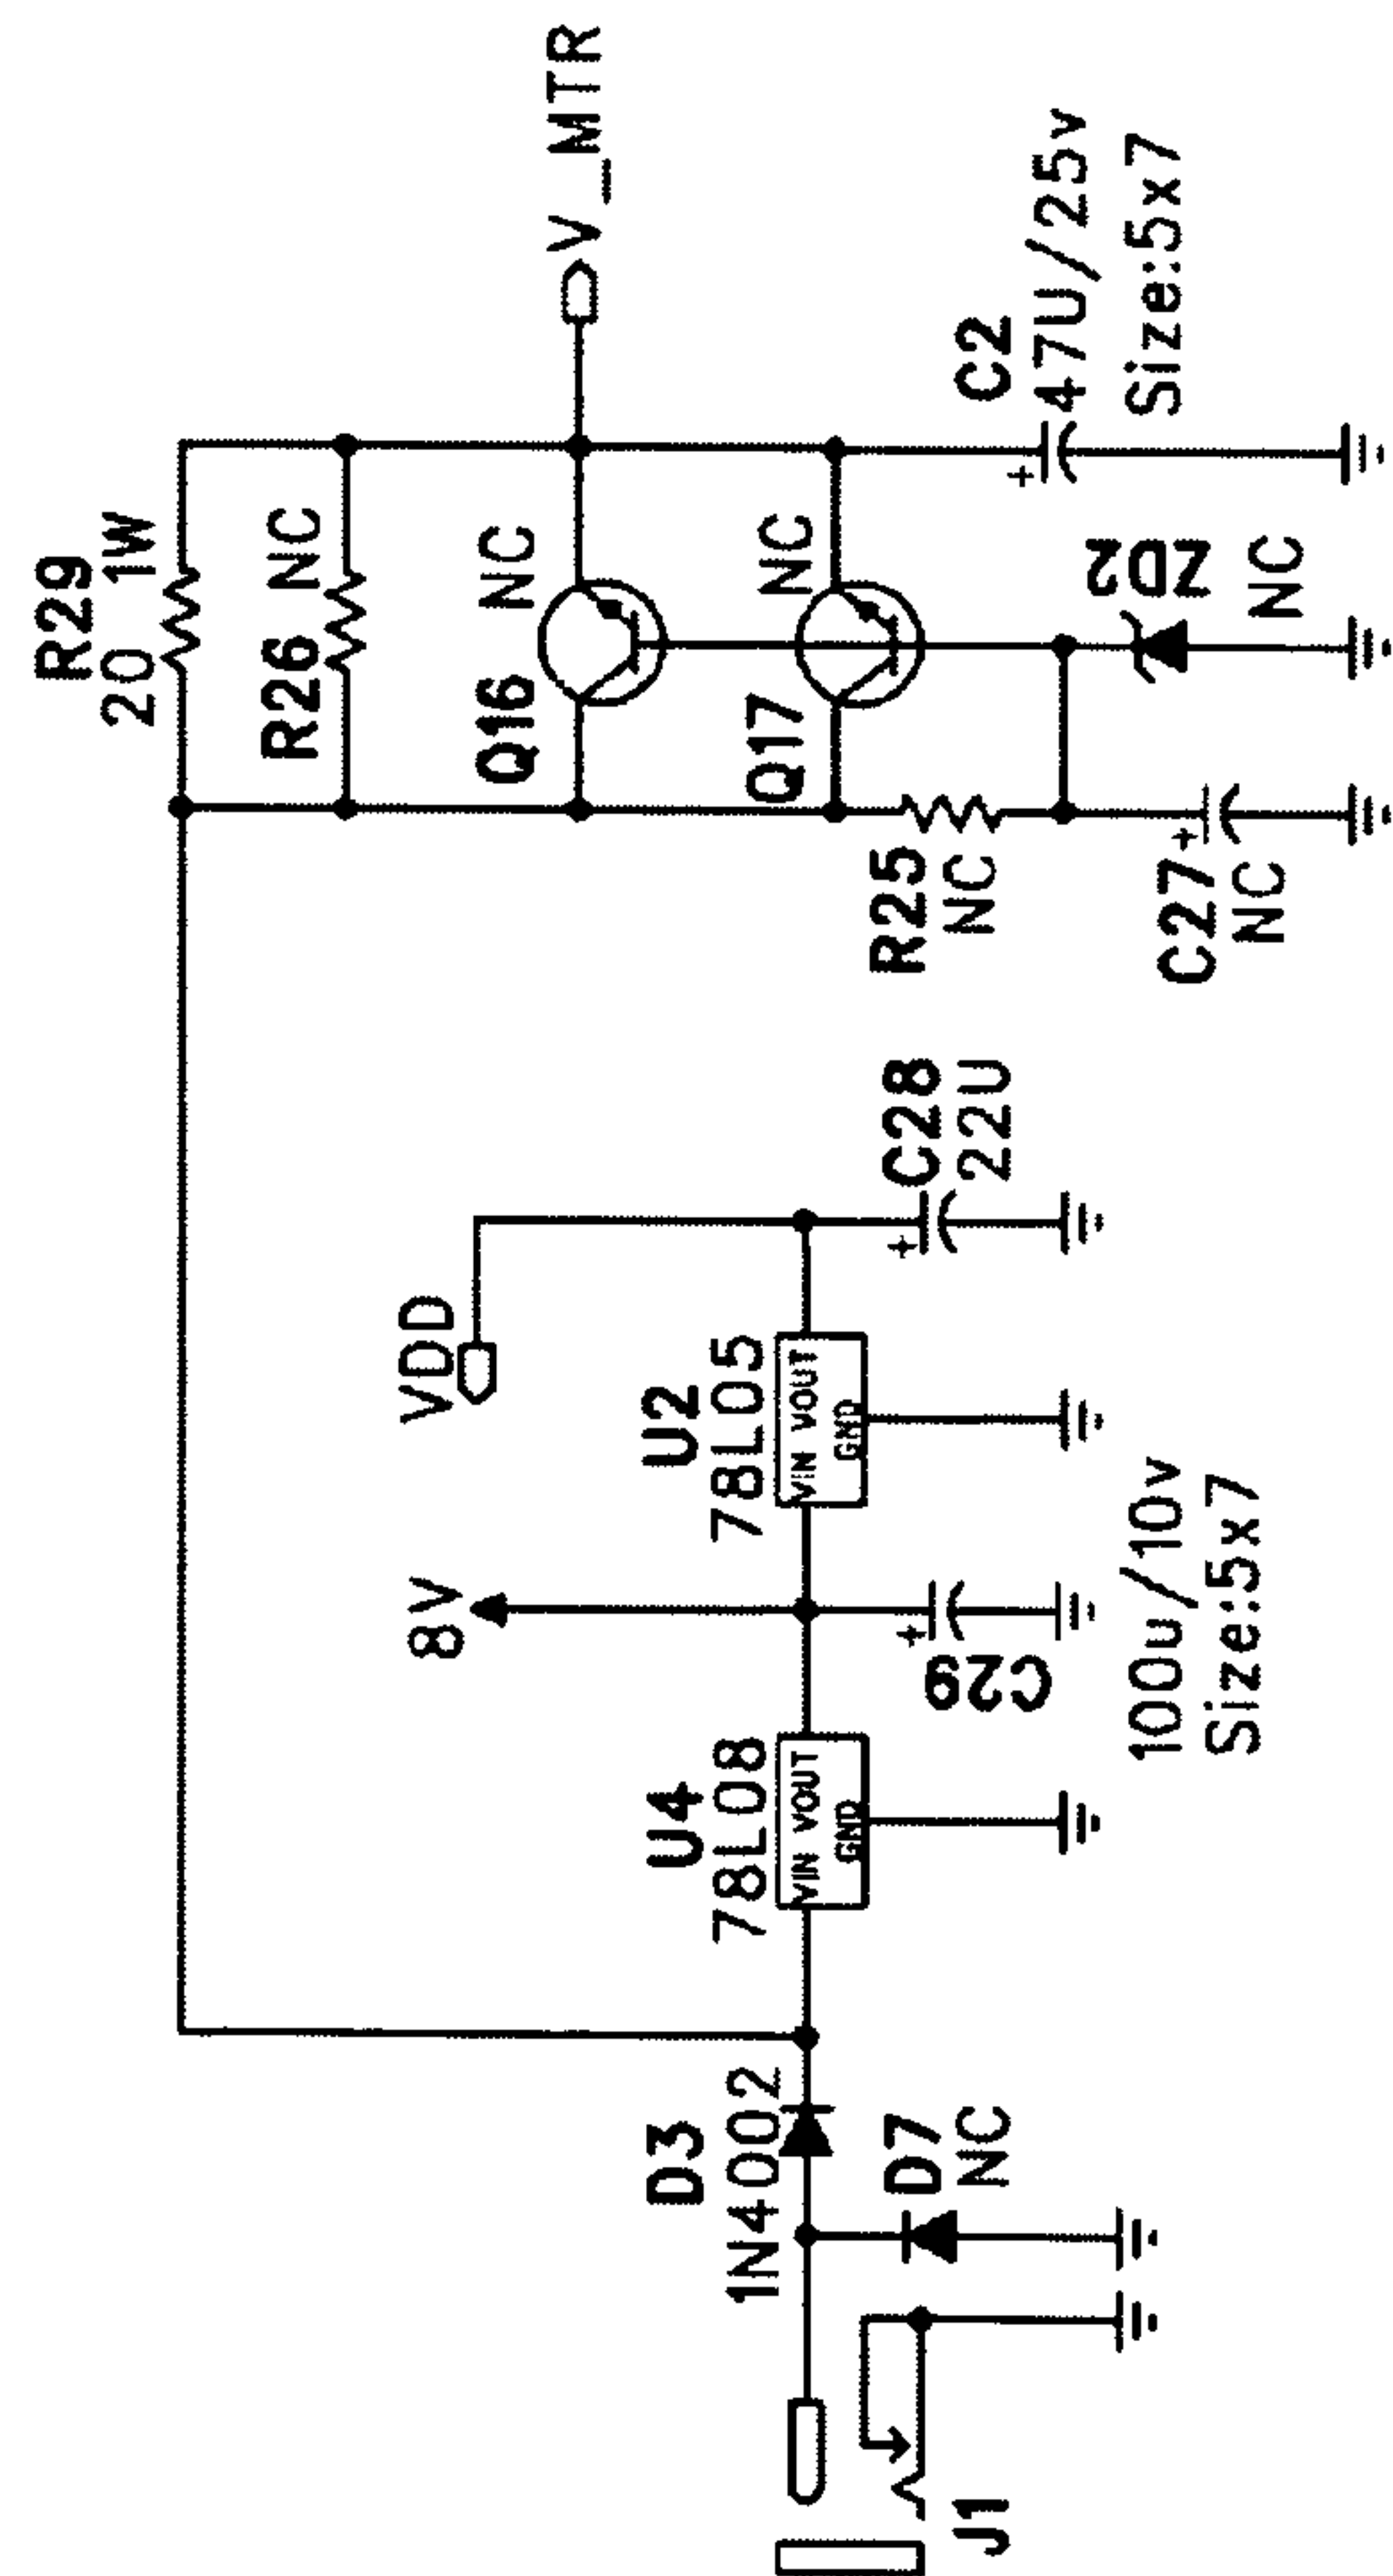 R29
20 1W
R26 NC
Q16 NC
V_MTR
Q17 NC
R25
NC
C2
47U/25v
Size:5x7
ZD2
NC
C27
NC
VDD
8V
U2
78L05
VIN VOUT
GND
C28
22U
U4
78L08
VIN VOUT
GND
C29
100u/10v
Size:5x7
D3
1N4002
D7
NC
J1